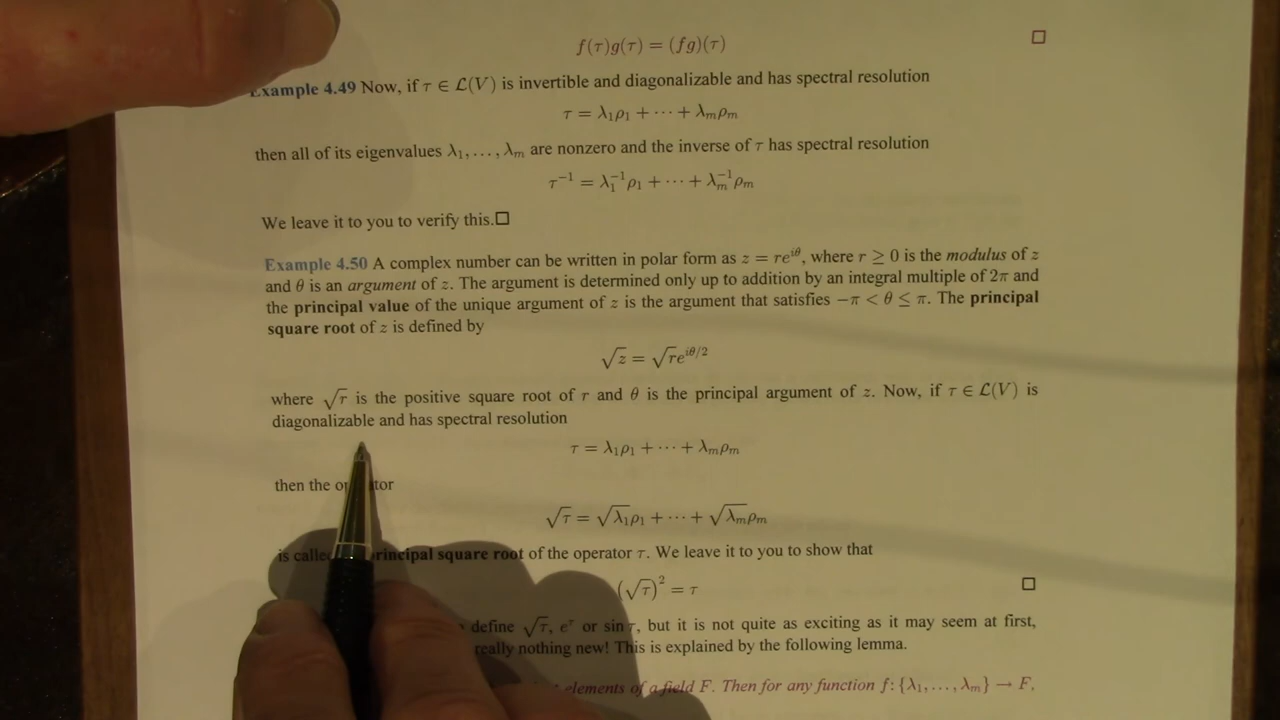 f(τ)g(τ) = (fg)(τ) □
Example 4.49 Now, if τ ∈ ℒ(V) is invertible and diagonalizable and has spectral resolution
τ = λ₁ρ₁ + ⋯ + λₘρₘ
then all of its eigenvalues λ₁, …, λₘ are nonzero and the inverse of τ has spectral resolution
τ⁻¹ = λ₁⁻¹ρ₁ + ⋯ + λₘ⁻¹ρₘ
We leave it to you to verify this.□
Example 4.50 A complex number can be written in polar form as z = re^{iθ}, where r ≥ 0 is the modulus of z
and θ is an argument of z. The argument is determined only up to addition by an integral multiple of 2π and
the principal value of the unique argument of z is the argument that satisfies −π < θ ≤ π. The principal
square root of z is defined by
√z = √r e^{iθ/2}
where √r is the positive square root of r and θ is the principal argument of z. Now, if τ ∈ ℒ(V) is
diagonalizable and has spectral resolution
τ = λ₁ρ₁ + ⋯ + λₘρₘ
then the
√τ = √λ₁ρ₁ + ⋯ + √λₘρₘ
is square root of the operator τ. We leave it to you to show that
(√τ)² = τ □
define √τ, e^τ or sin τ, but it is not quite as exciting as it may seem at first,
really nothing new! This is explained by the following lemma.
elements of a field F. Then for any function f: {λ₁, …, λₘ} → F,